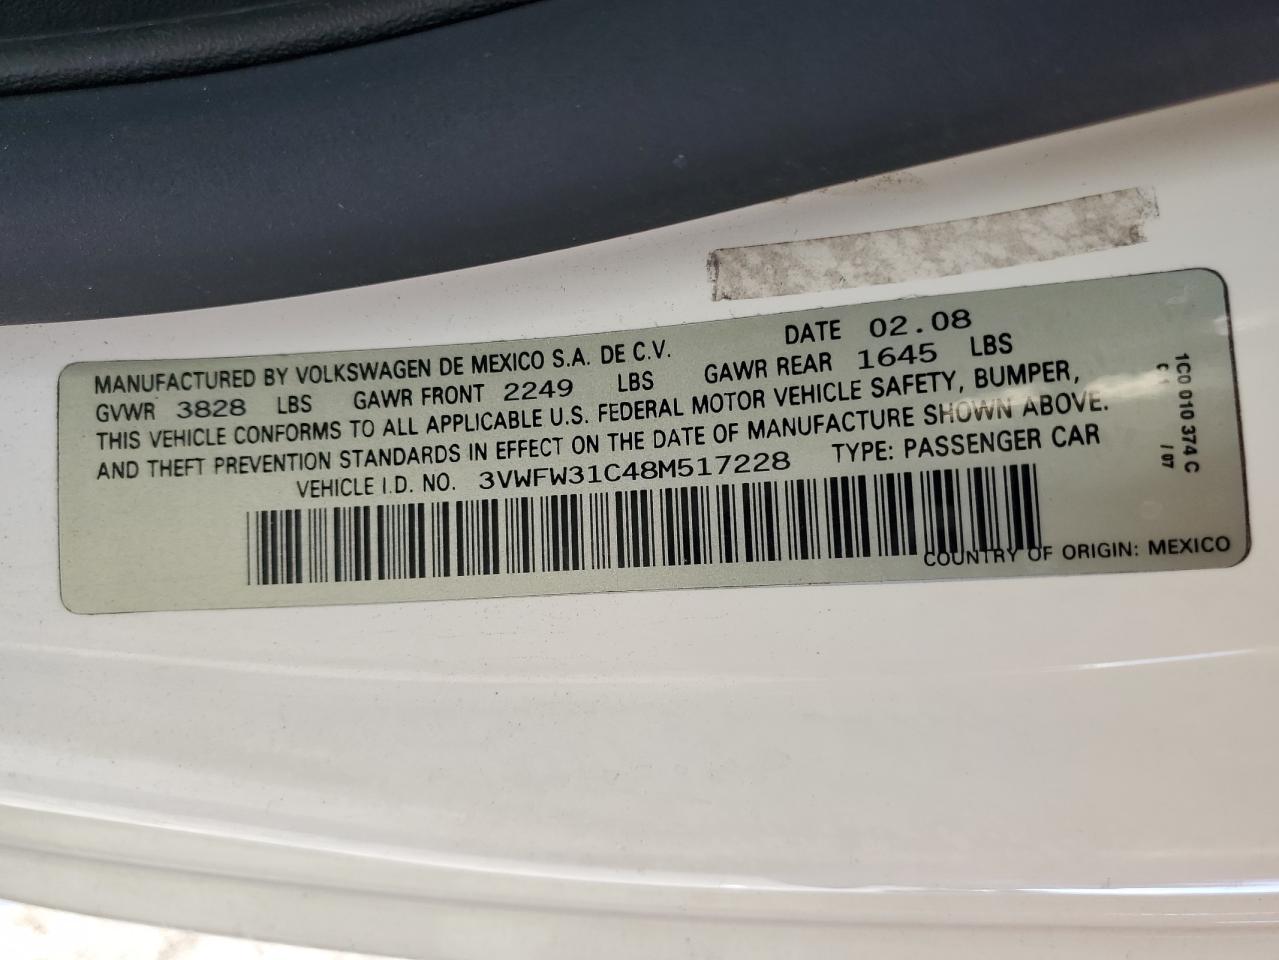 MANUFACTURED BY VOLKSWAGEN DE MEXICO S.A. DE C.V. DATE 02.08
GVWR 3828 LBS GAWR FRONT 2249 LBS GAWR REAR 1645 LBS
THIS VEHICLE CONFORMS TO ALL APPLICABLE U.S. FEDERAL MOTOR VEHICLE SAFETY, BUMPER,
AND THEFT PREVENTION STANDARDS IN EFFECT ON THE DATE OF MANUFACTURE SHOWN ABOVE.
VEHICLE I.D. NO. 3VWFW31C48M517228 TYPE: PASSENGER CAR
COUNTRY OF ORIGIN: MEXICO
1C0 010 374 C
/ 07